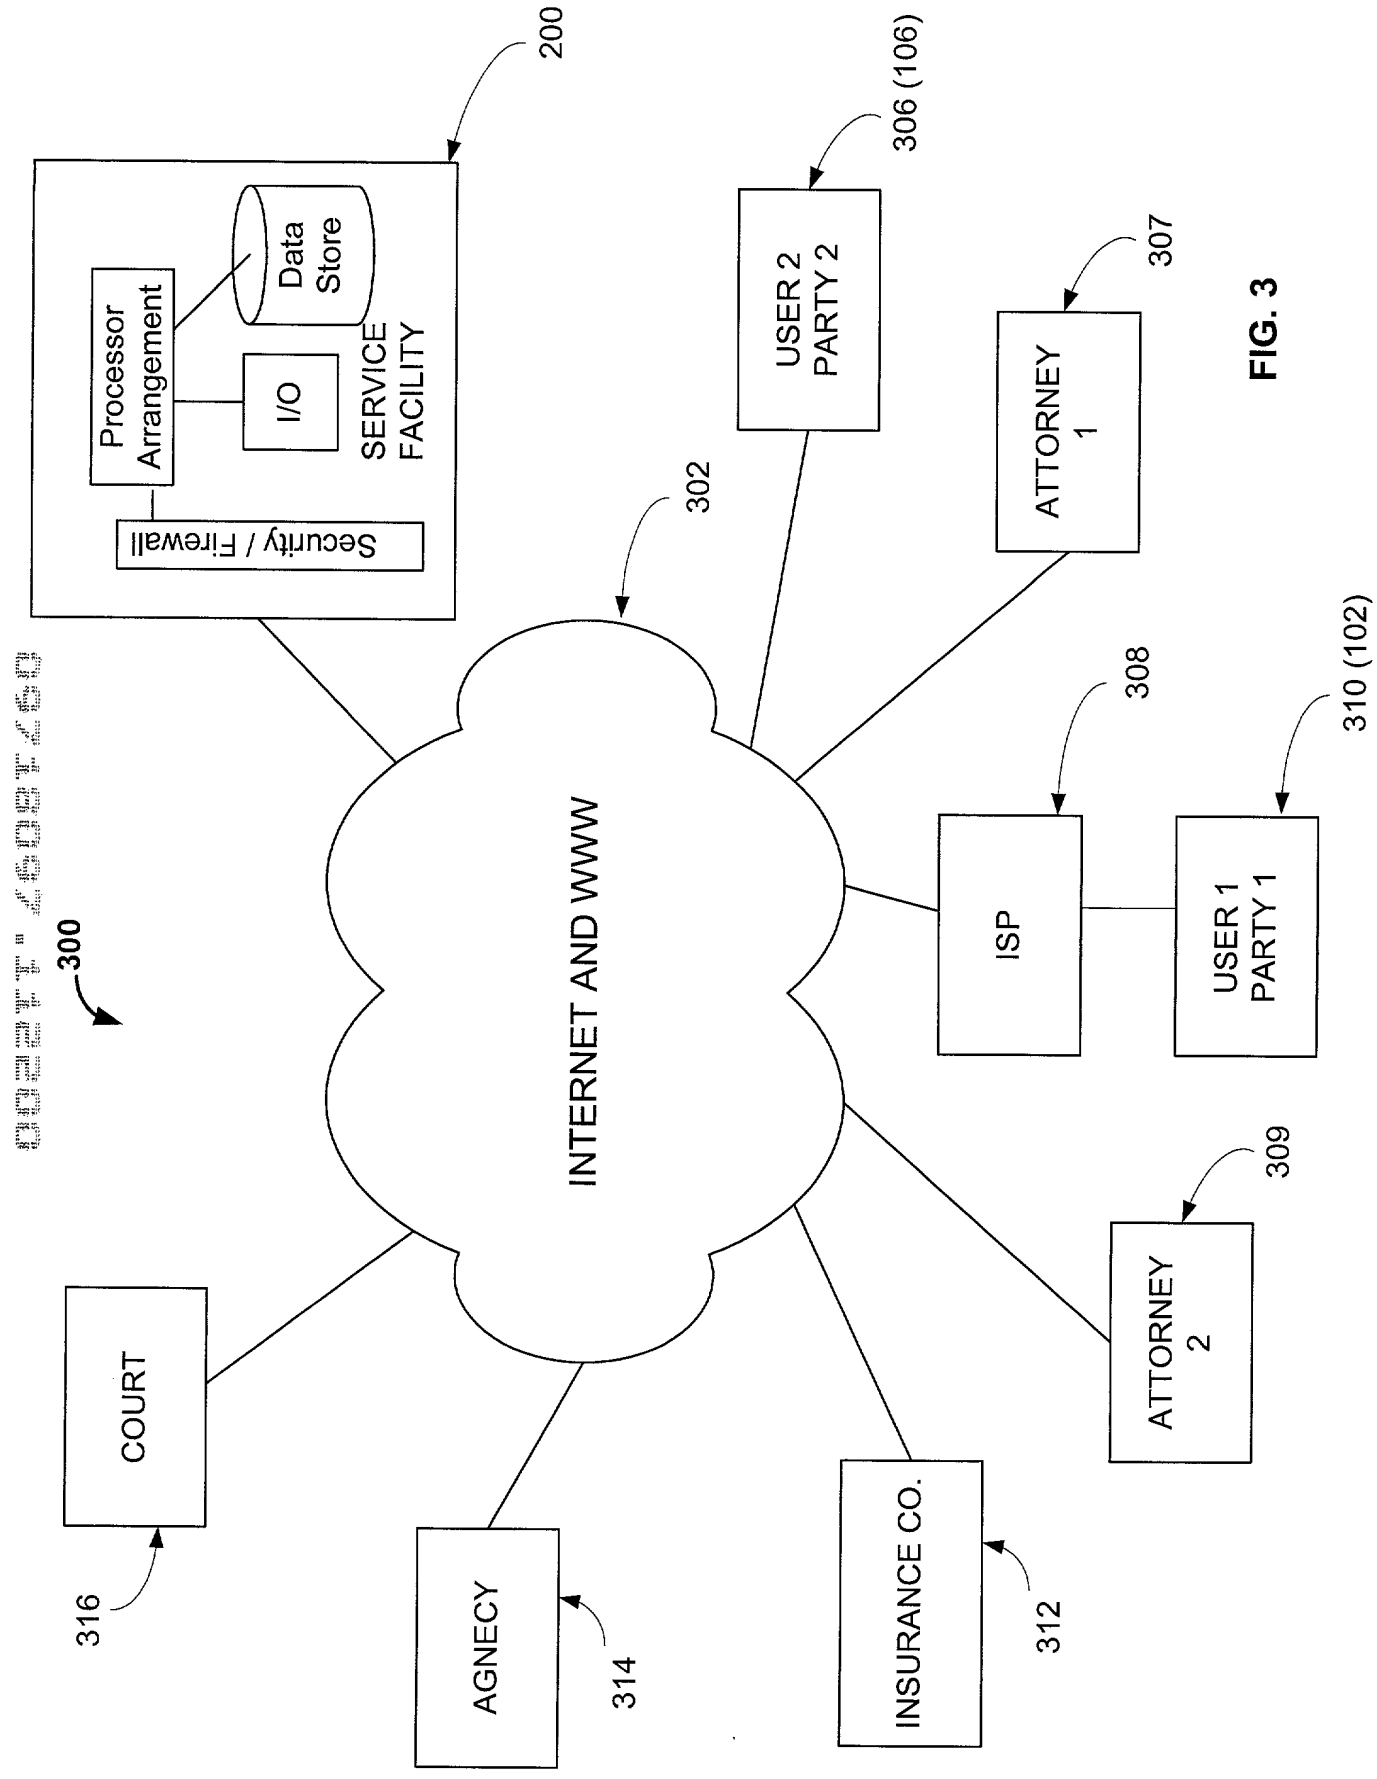 300
COURT
316
AGNECY
314
INSURANCE CO.
312
ATTORNEY
2
309
INTERNET AND WWW
302
ISP
308
USER 1
PARTY 1
310 (102)
ATTORNEY
1
307
USER 2
PARTY 2
306 (106)
Security / Firewall
Processor
Arrangement
I/O
Data
Store
SERVICE
FACILITY
200
FIG. 3